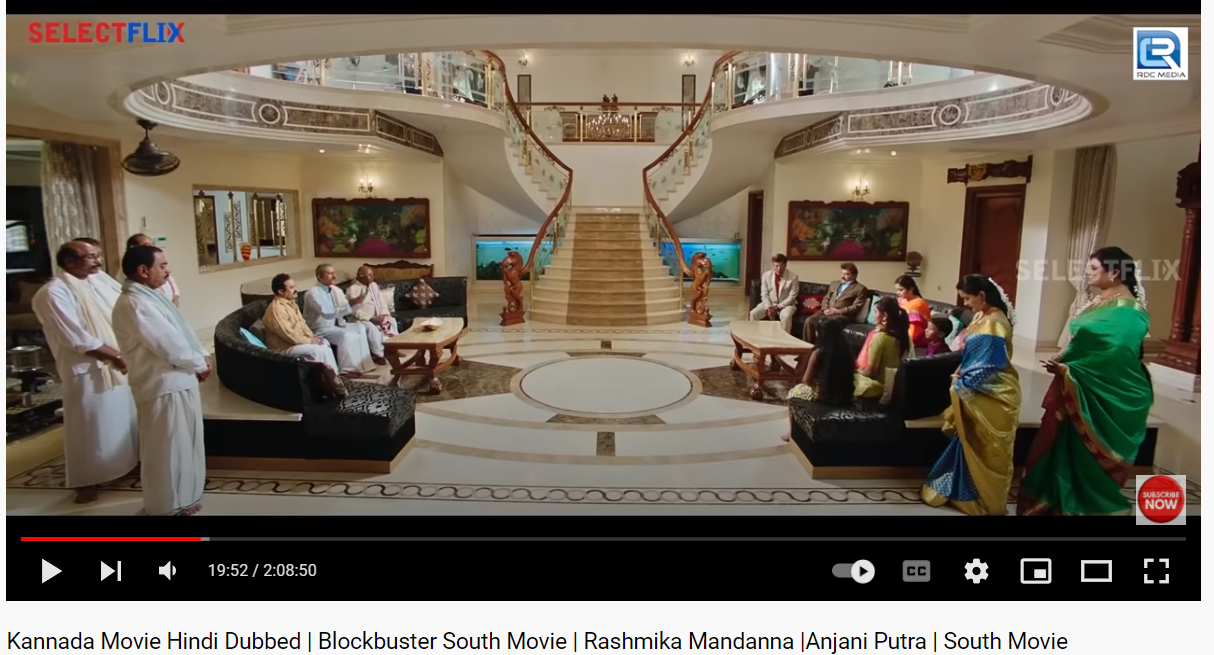 SELECTFLIX
RDC MEDIA
SELECTFLIX
SUBSCRIBE
NOW
19:52 / 2:08:50
CC
Kannada Movie Hindi Dubbed | Blockbuster South Movie | Rashmika Mandanna |Anjani Putra | South Movie